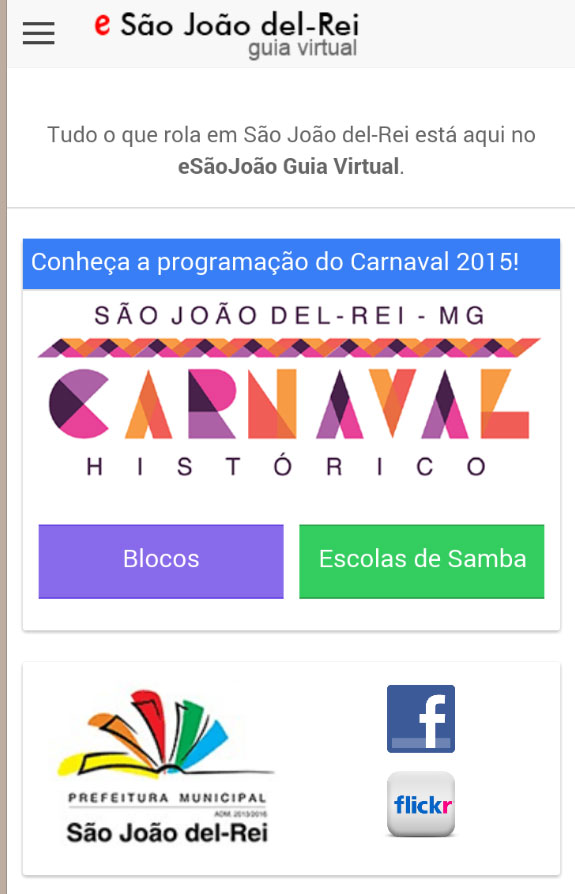 e São João del-Rei
guia virtual
Tudo o que rola em São João del-Rei está aqui no
eSãoJoão Guia Virtual.
Conheça a programação do Carnaval 2015!
SÃO JOÃO DEL-REI - MG
CARNAVAL
HISTÓRICO
Blocos
Escolas de Samba
PREFEITURA MUNICIPAL
ADM. 2013/2016
São João del-Rei
f
flickr